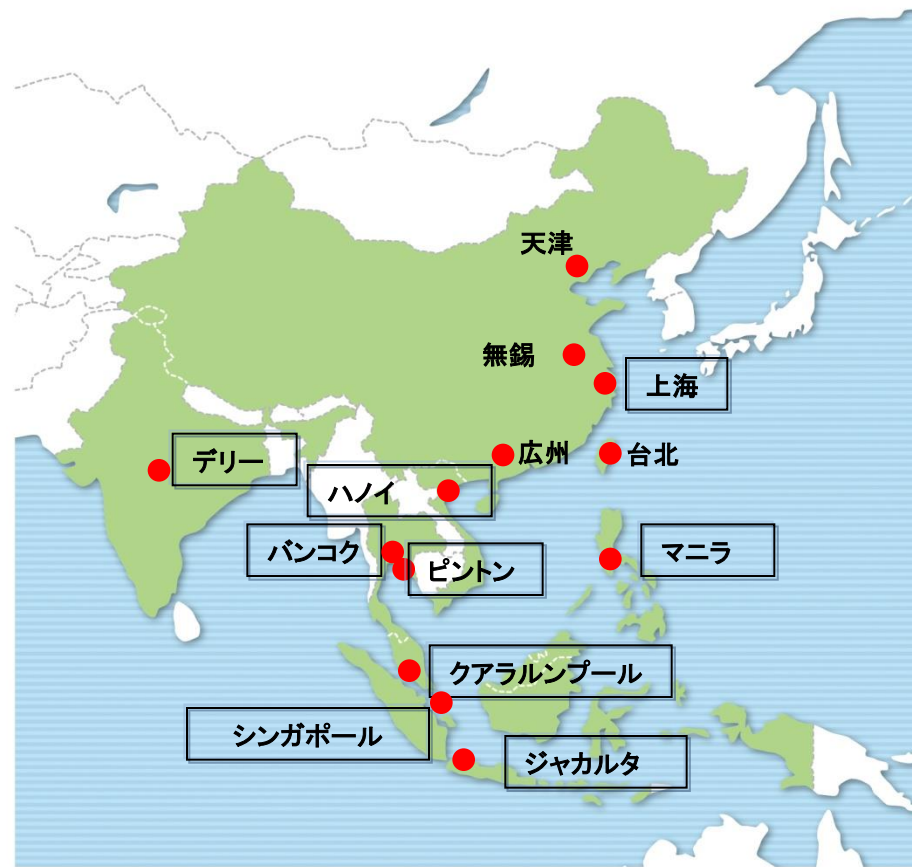 天津
無錫
上海
デリー
広州
台北
ハノイ
バンコク
ピントン
マニラ
クアラルンプール
シンガポール
ジャカルタ